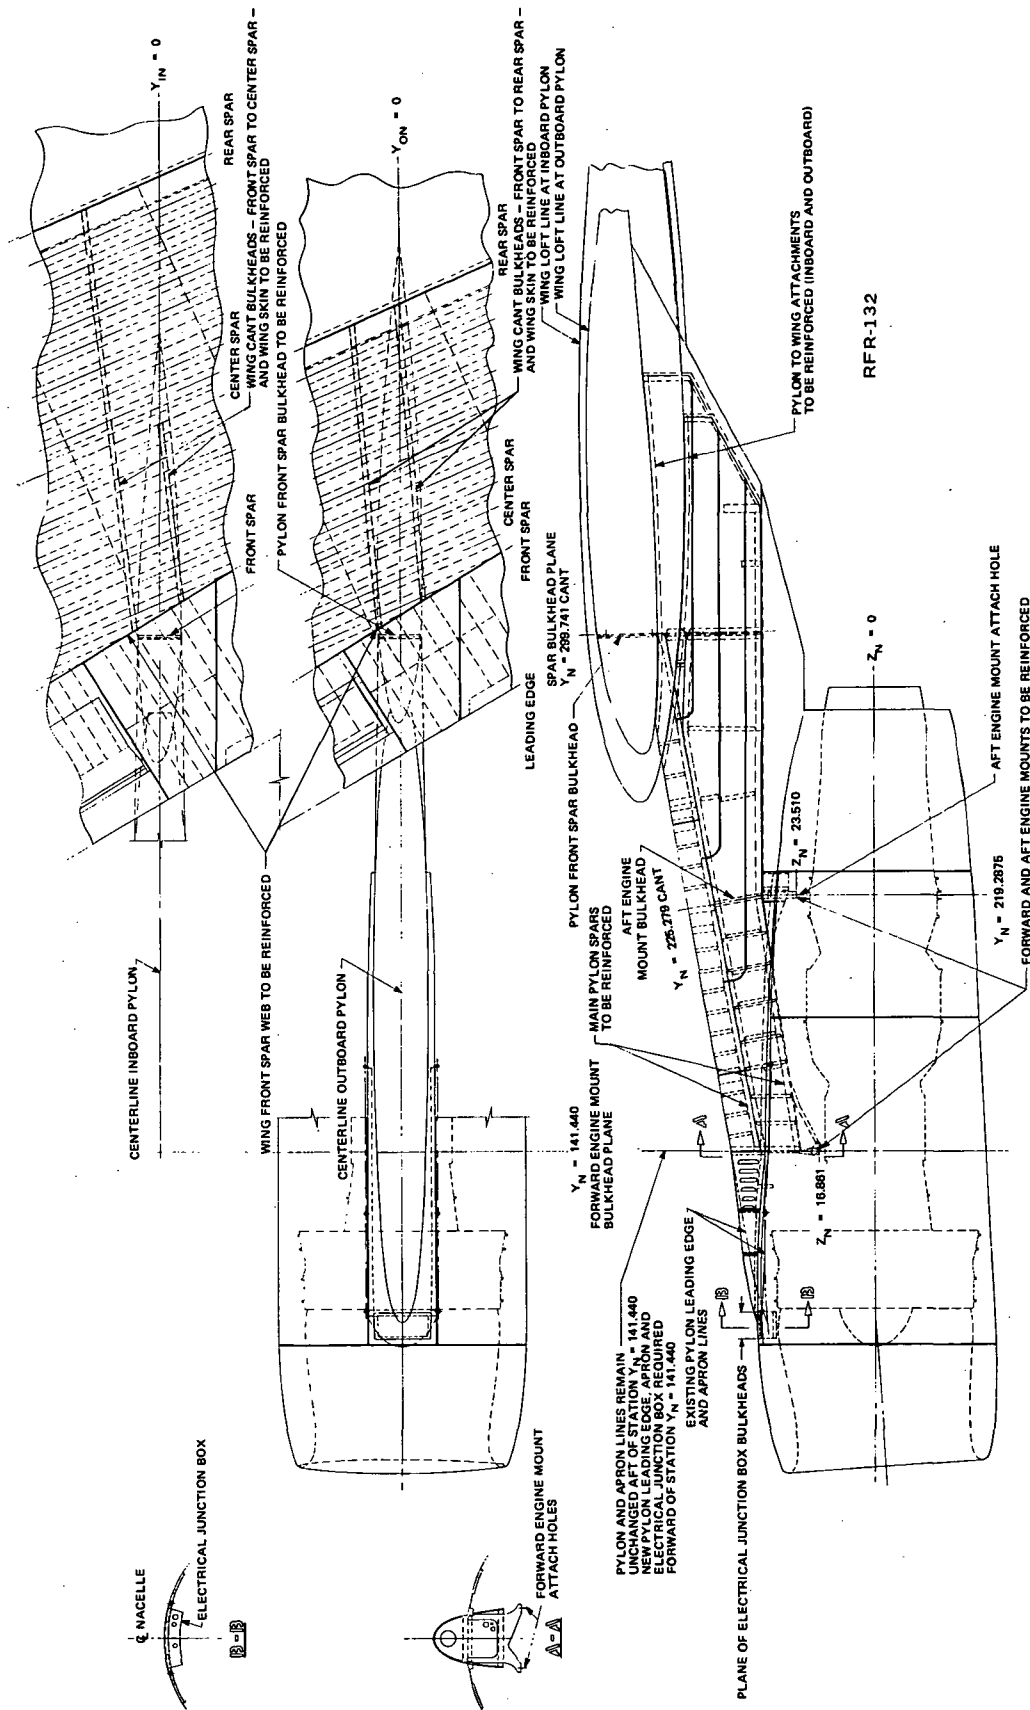 Y_IN = 0
REAR SPAR
CENTER SPAR
WING CANT BULKHEADS – FRONT SPAR TO CENTER SPAR –
AND WING SKIN TO BE REINFORCED
FRONT SPAR
PYLON FRONT SPAR BULKHEAD TO BE REINFORCED
CENTERLINE INBOARD PYLON
WING FRONT SPAR WEB TO BE REINFORCED
Y_ON = 0
REAR SPAR
WING CANT BULKHEADS – FRONT SPAR TO REAR SPAR –
AND WING SKIN TO BE REINFORCED
WING LOFT LINE AT INBOARD PYLON
WING LOFT LINE AT OUTBOARD PYLON
CENTER SPAR
FRONT SPAR
LEADING EDGE
CENTERLINE OUTBOARD PYLON
SPAR BULKHEAD PLANE
Y_N = 299.741 CANT
PYLON FRONT SPAR BULKHEAD
AFT ENGINE
MOUNT BULKHEAD
Y_N = 225.279 CANT
MAIN PYLON SPARS
TO BE REINFORCED
Y_N = 141.440
FORWARD ENGINE MOUNT
BULKHEAD PLANE
PYLON AND APRON LINES REMAIN
UNCHANGED AFT OF STATION Y_N = 141.440
NEW PYLON LEADING EDGE, APRON AND
ELECTRICAL JUNCTION BOX REQUIRED
FORWARD OF STATION Y_N = 141.440
EXISTING PYLON LEADING EDGE
AND APRON LINES
PLANE OF ELECTRICAL JUNCTION BOX BULKHEADS
PYLON TO WING ATTACHMENTS
TO BE REINFORCED (INBOARD AND OUTBOARD)
RFR-132
Z_N = 0
Z_N = 23.510
AFT ENGINE MOUNT ATTACH HOLE
Y_N = 219.2875
FORWARD AND AFT ENGINE MOUNTS TO BE REINFORCED
Z_N = 16.861
A
A
B
B
℄ NACELLE
ELECTRICAL JUNCTION BOX
B-B
FORWARD ENGINE MOUNT
ATTACH HOLES
A-A